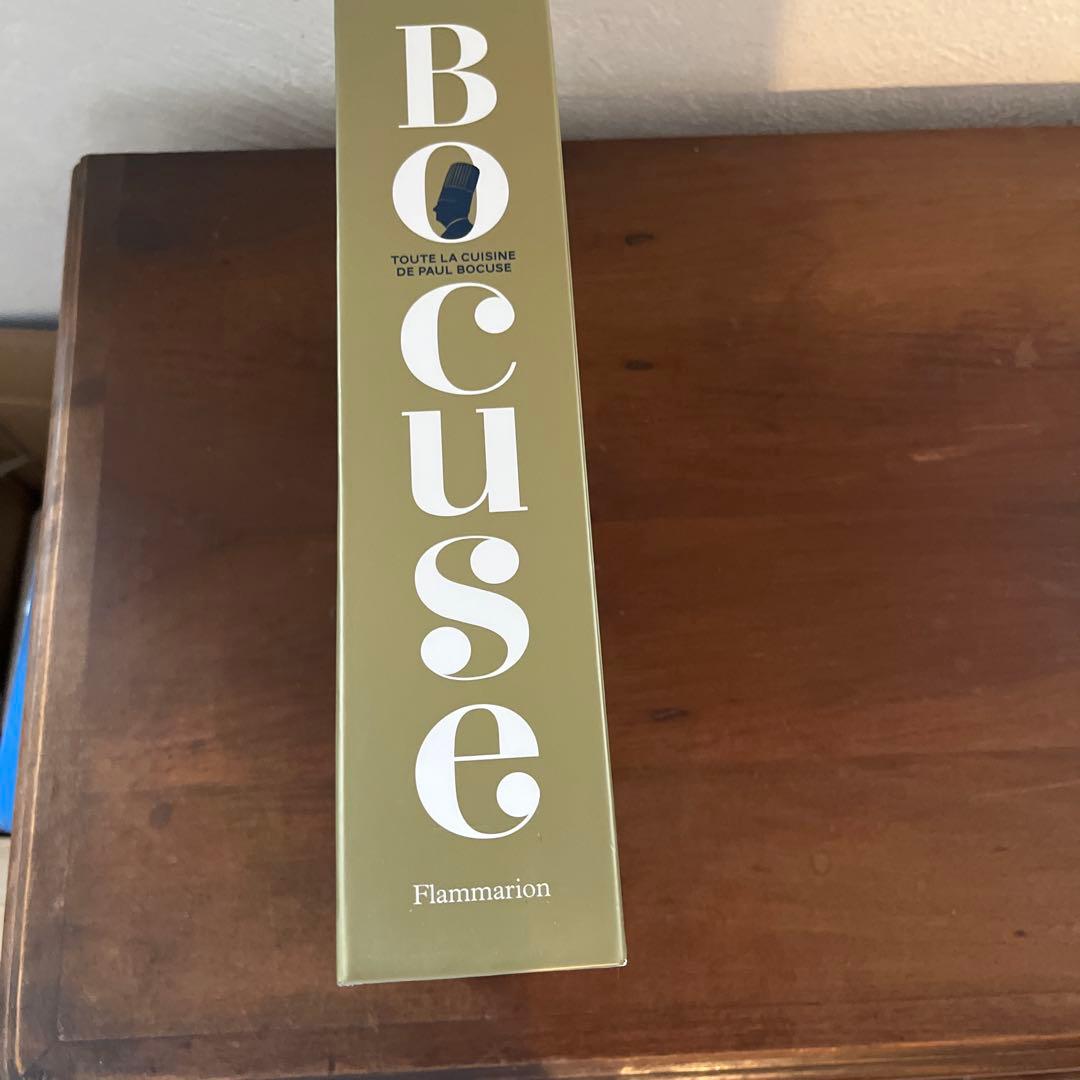 Bocuse
TOUTE LA CUISINE
DE PAUL BOCUSE
Flammarion